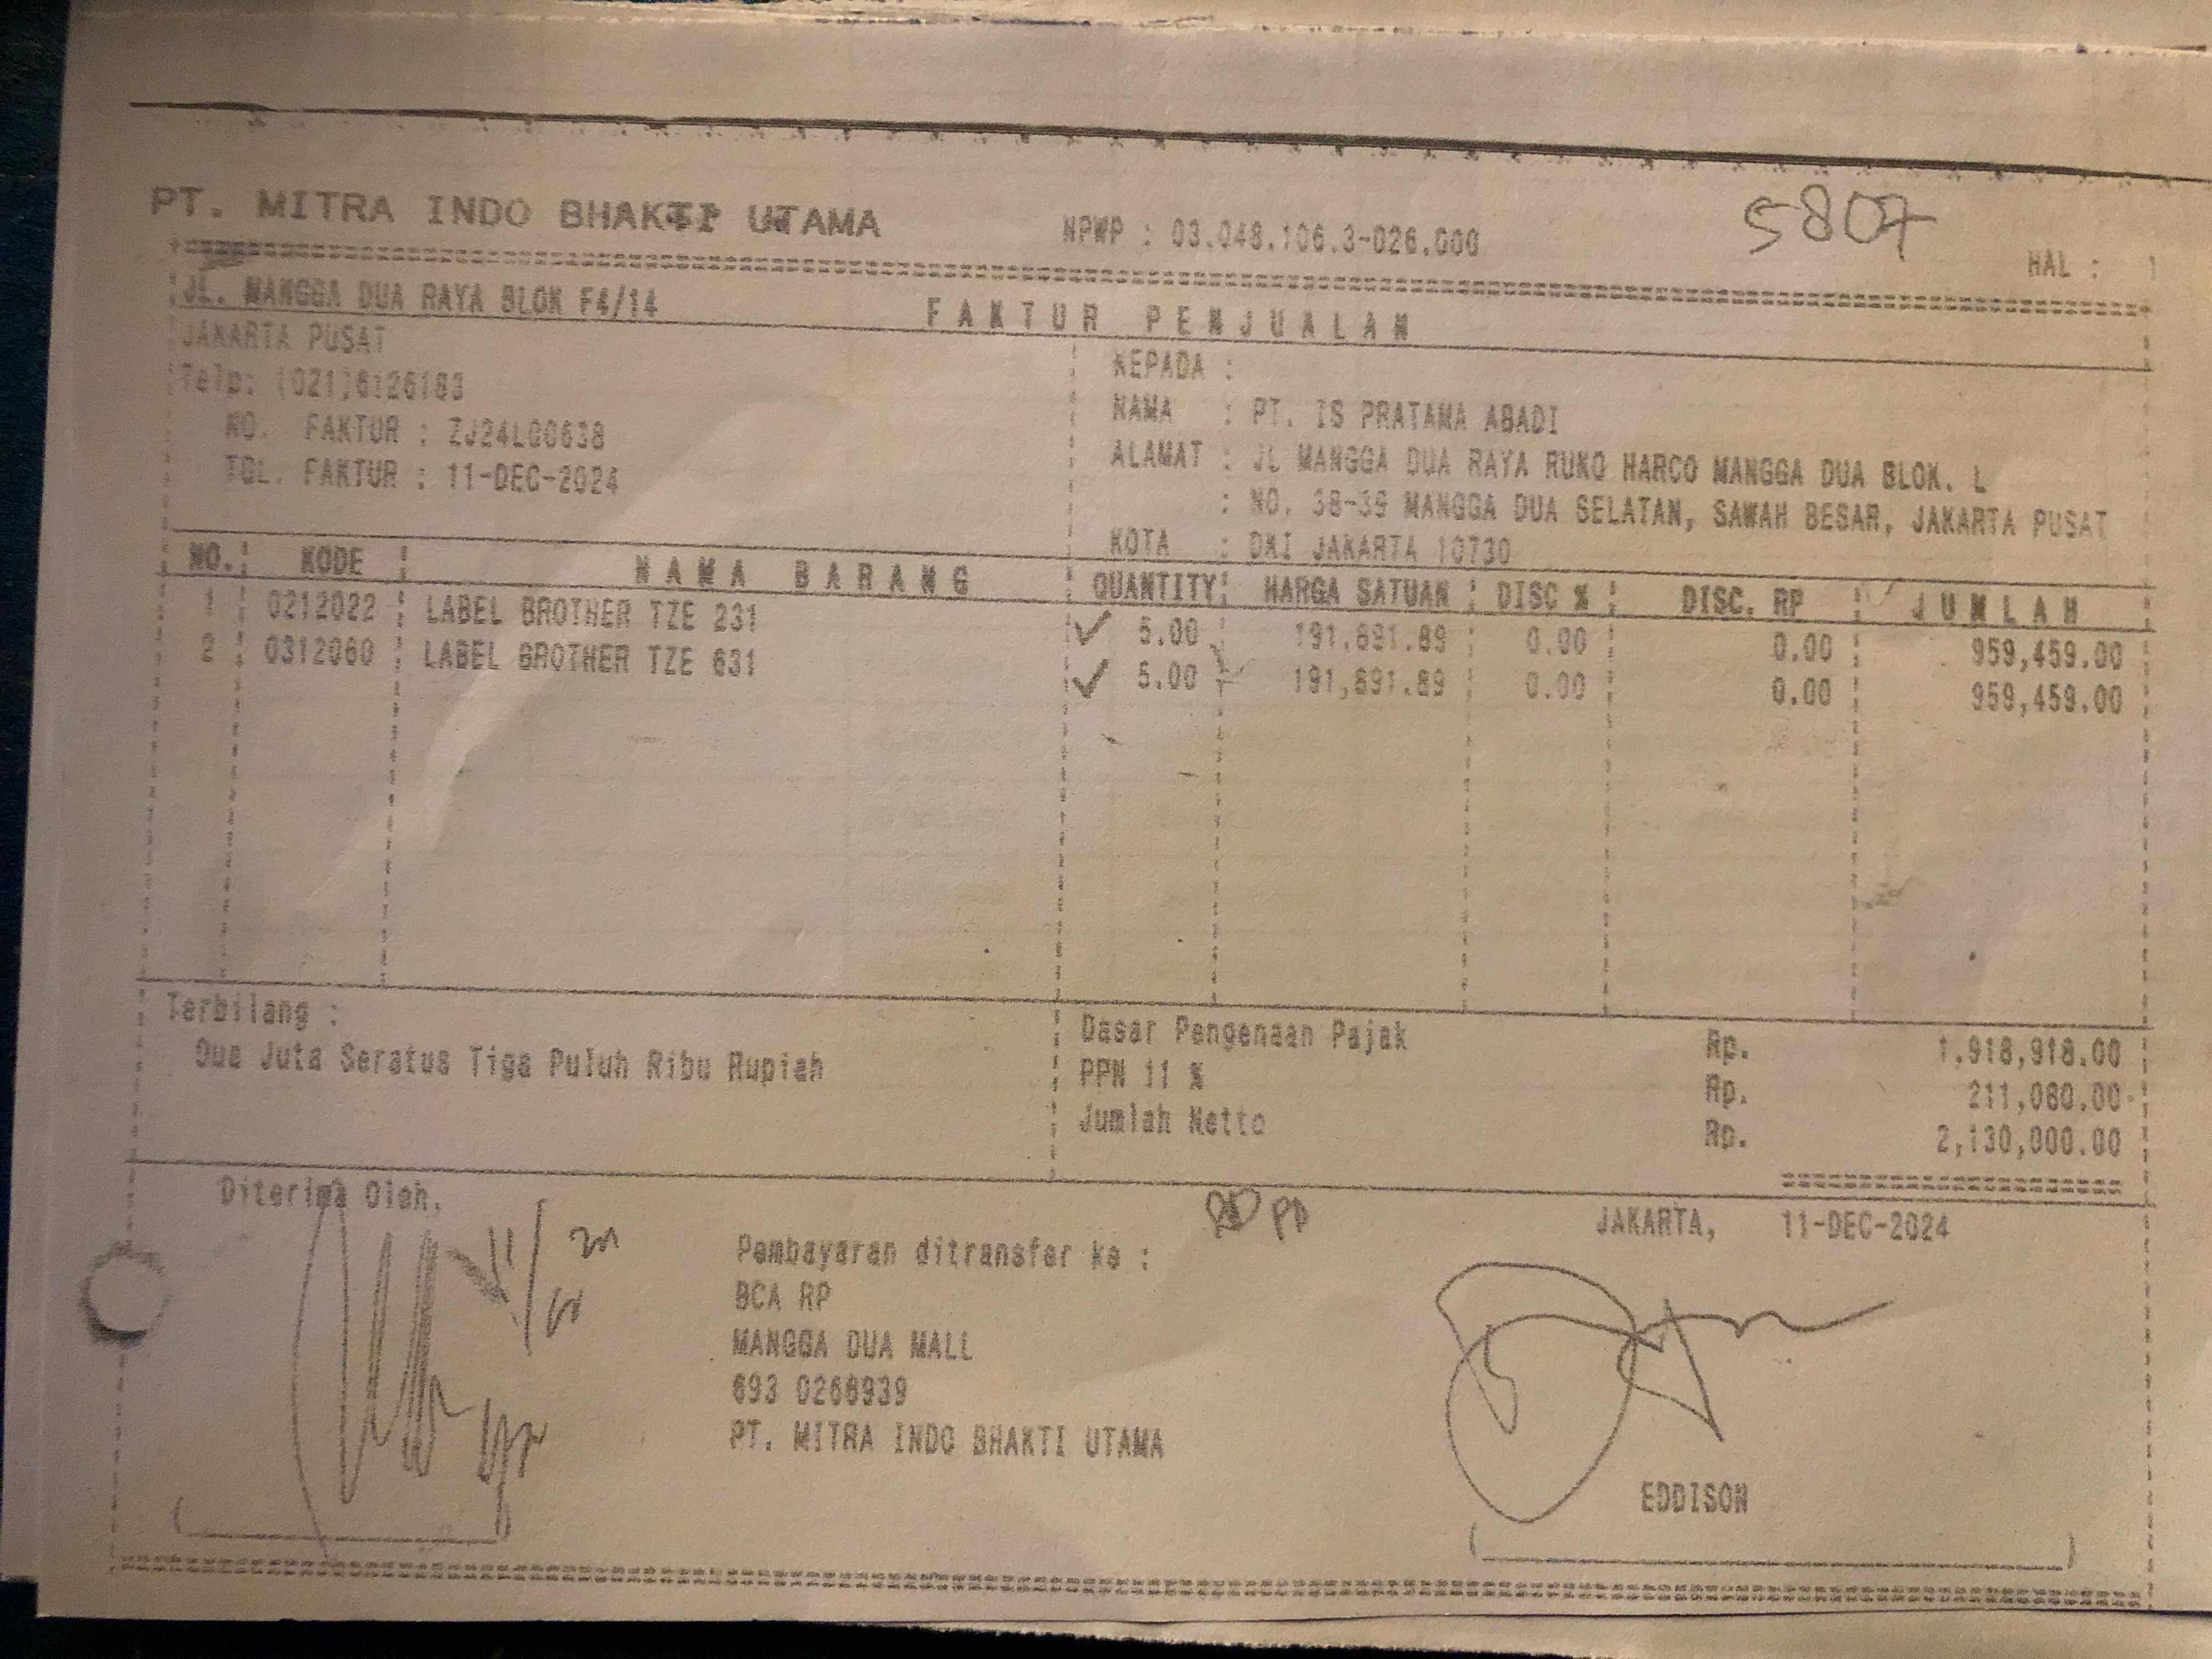 5807
PT. MITRA INDO BHAKTI UTAMA NPWP : 03.048.106.3-026.000 HAL : 1
JL. MANGGA DUA RAYA BLOK F4/14 FAKTUR PENJUALAN
JAKARTA PUSAT
Telp: (021)6126183
NO. FAKTUR : ZJ24L00638
TGL. FAKTUR : 11-DEC-2024
KEPADA :
NAMA : PT. IS PRATAMA ABADI
ALAMAT : JL MANGGA DUA RAYA RUKO HARCO MANGGA DUA BLOK. L
: NO. 38-39 MANGGA DUA SELATAN, SAWAH BESAR, JAKARTA PUSAT
KOTA : DKI JAKARTA 10730
NO. KODE NAMA BARANG QUANTITY HARGA SATUAN DISC % DISC. RP JUMLAH
1 0212022 LABEL BROTHER TZE 231 5.00 191,891.89 0.00 0.00 959,459.00
2 0312060 LABEL BROTHER TZE 631 5.00 191,891.89 0.00 0.00 959,459.00
Terbilang :
Dua Juta Seratus Tiga Puluh Ribu Rupiah
Dasar Pengenaan Pajak Rp. 1,918,918.00
PPN 11 % Rp. 211,080.00
Jumlah Netto Rp. 2,130,000.00
Diterima Oleh,
Pembayaran ditransfer ke :
BCA RP
MANGGA DUA MALL
693 0268939
PT. MITRA INDO BHAKTI UTAMA
JAKARTA, 11-DEC-2024
EDDISON